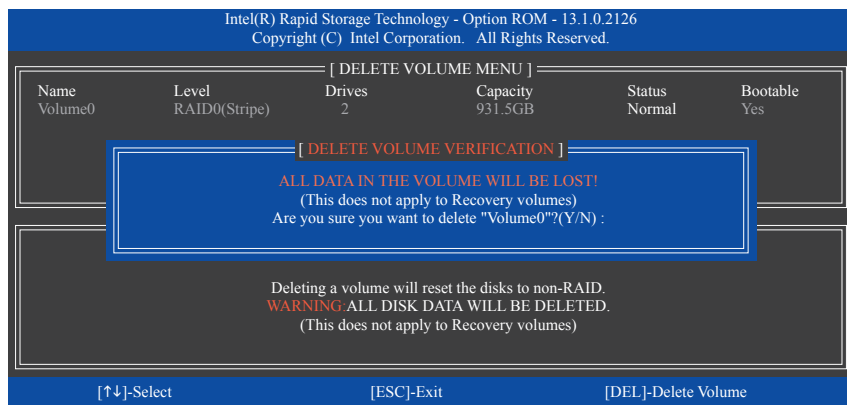 Intel(R) Rapid Storage Technology - Option ROM - 13.1.0.2126
Copyright (C) Intel Corporation. All Rights Reserved.
[ DELETE VOLUME MENU ]
Name Level Drives Capacity Status Bootable
Volume0 RAID0(Stripe) 2 931.5GB Normal Yes
[ DELETE VOLUME VERIFICATION ]
ALL DATA IN THE VOLUME WILL BE LOST!
(This does not apply to Recovery volumes)
Are you sure you want to delete "Volume0"?(Y/N) :
Deleting a volume will reset the disks to non-RAID.
WARNING:ALL DISK DATA WILL BE DELETED.
(This does not apply to Recovery volumes)
[↑↓]-Select [ESC]-Exit [DEL]-Delete Volume